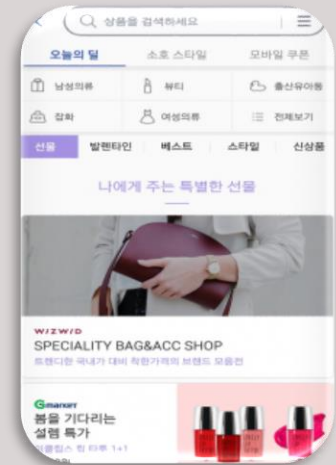 상품을 검색하세요
오늘의 딜 소호 스타일 모바일 쿠폰
남성의류 뷰티 출산유아동
잡화 여성의류 전체보기
선물 발렌타인 베스트 스타일 신상품
나에게 주는 특별한 선물
WIZWID
SPECIALITY BAG&ACC SHOP
트렌디한 국내가 대비 착한가격의 브랜드 모음전
Gmarket
봄을 기다리는
설렘 특가
1+1